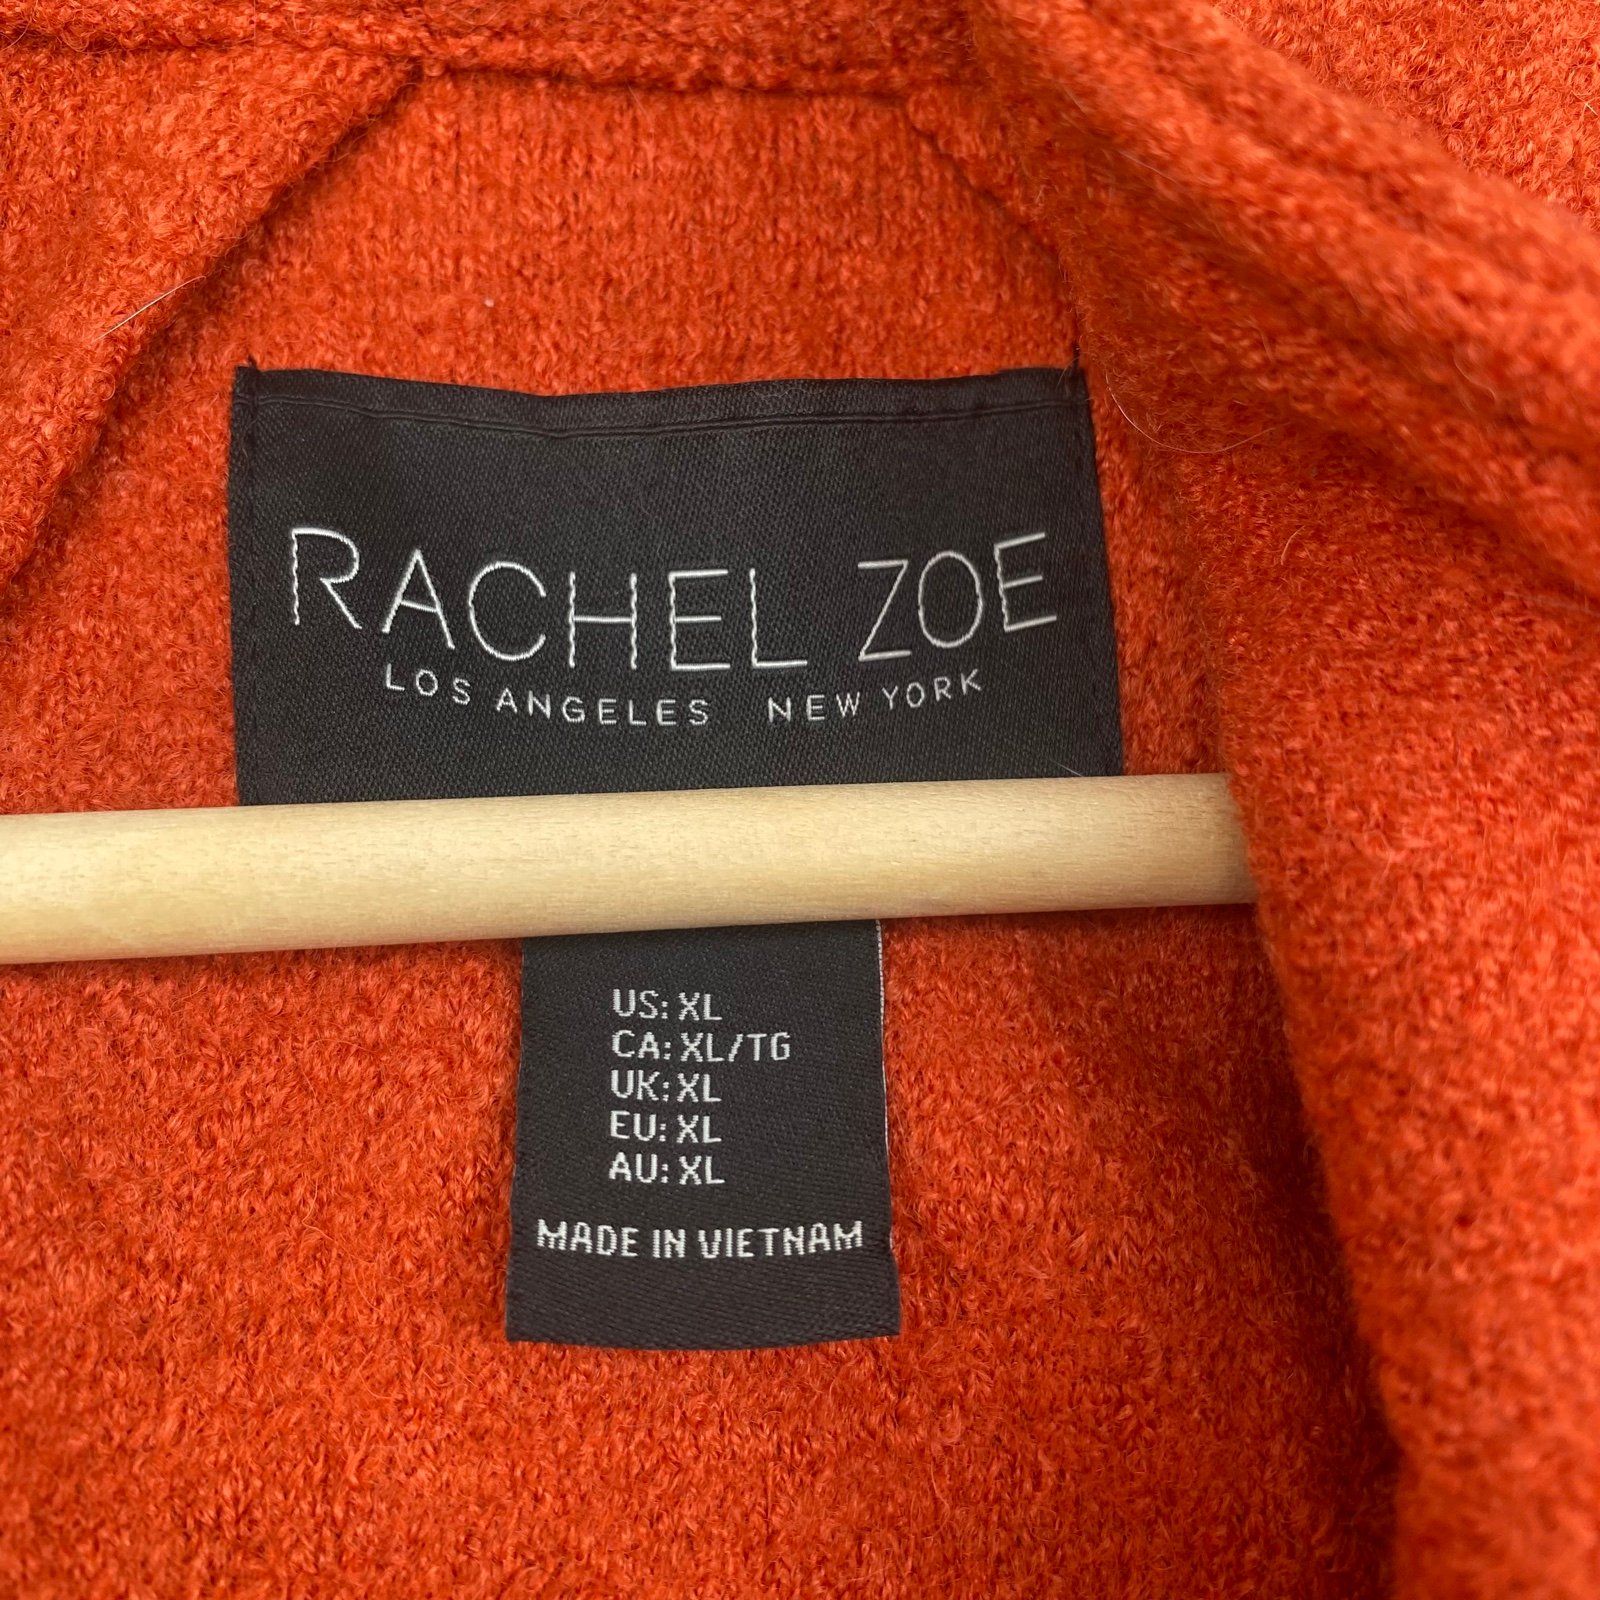 RACHEL ZOE
LOS ANGELES NEW YORK
US: XL
CA: XL/TG
UK: XL
EU: XL
AU: XL
MADE IN VIETNAM